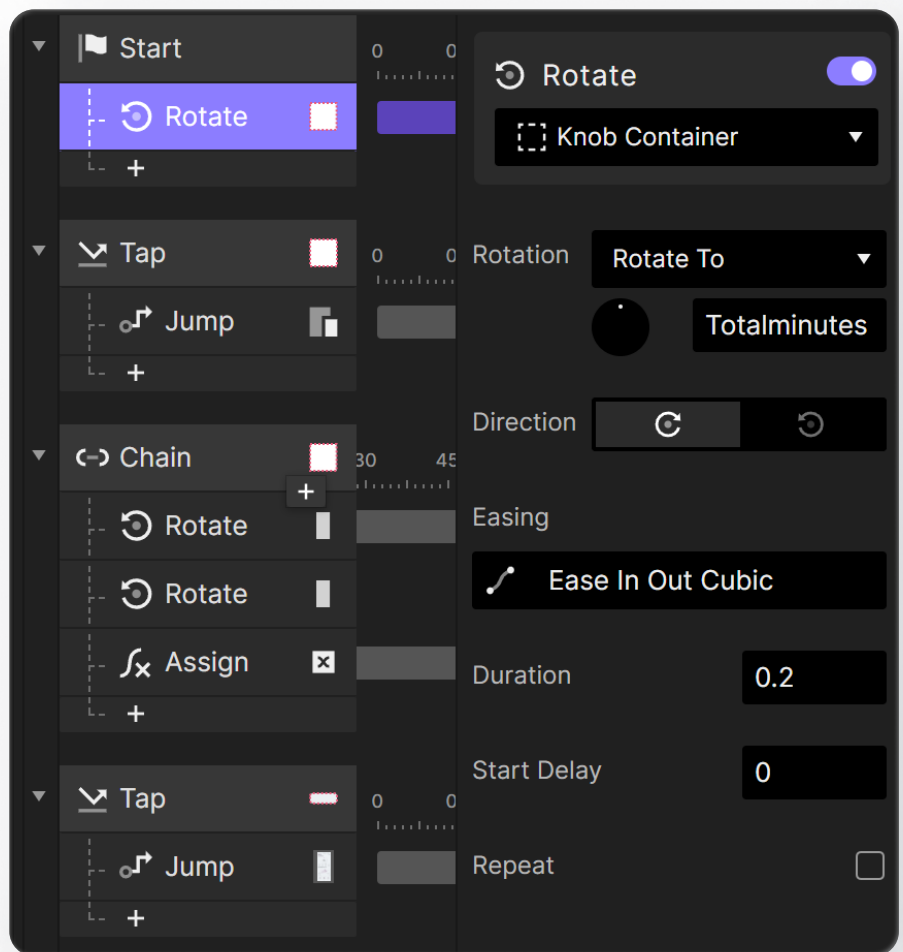 Start
0 0
Rotate
+
Tap
0 0
Jump
+
Chain
30 45
+
Rotate
Rotate
Assign
+
Tap
0 0
Jump
+
Rotate
Knob Container
Rotation
Rotate To
Totalminutes
Direction
Easing
Ease In Out Cubic
Duration
0.2
Start Delay
0
Repeat